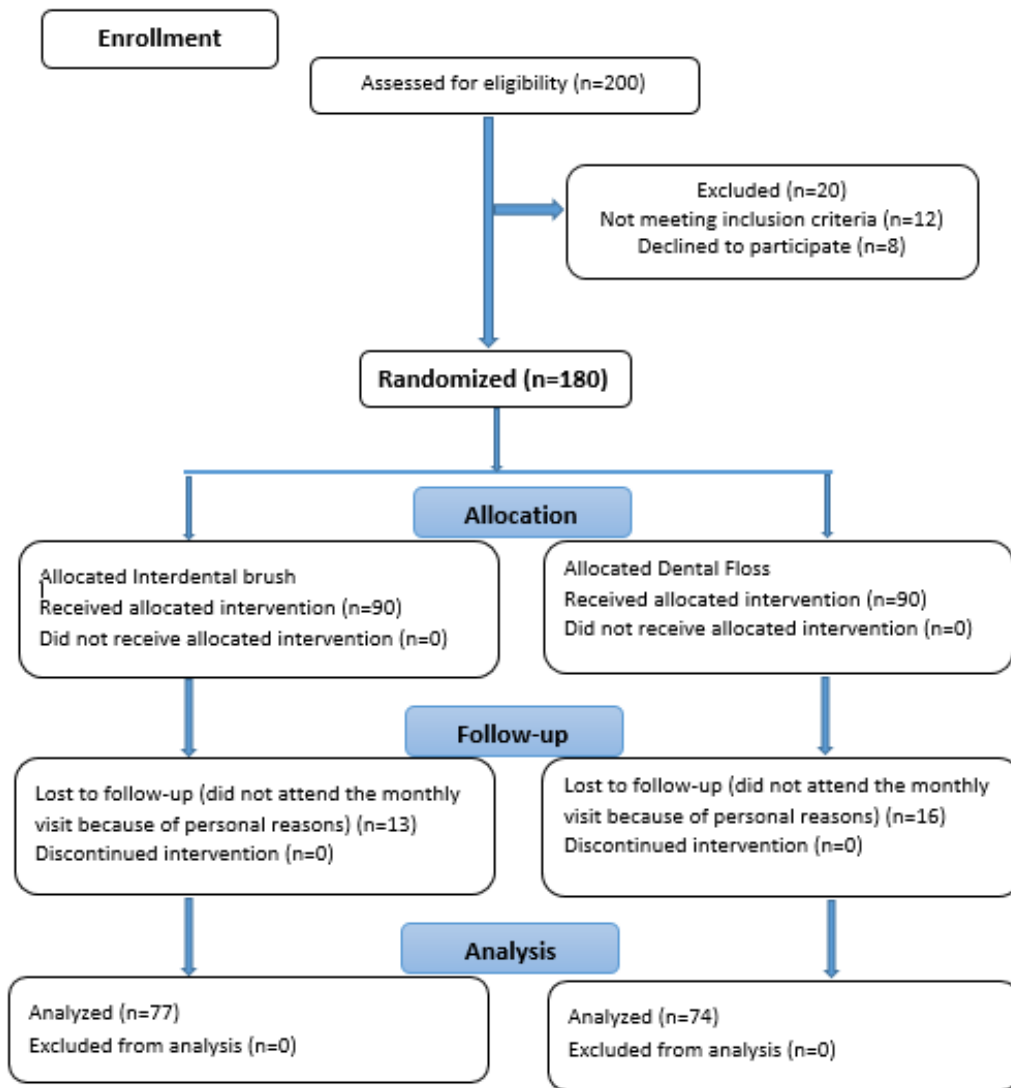 Enrollment
Assessed for eligibility (n=200)
Excluded (n=20)
Not meeting inclusion criteria (n=12)
Declined to participate (n=8)
Randomized (n=180)
Allocation
Allocated Interdental brush
Received allocated intervention (n=90)
Did not receive allocated intervention (n=0)
Allocated Dental Floss
Received allocated intervention (n=90)
Did not receive allocated intervention (n=0)
Follow-up
Lost to follow-up (did not attend the monthly
visit because of personal reasons) (n=13)
Discontinued intervention (n=0)
Lost to follow-up (did not attend the monthly
visit because of personal reasons) (n=16)
Discontinued intervention (n=0)
Analysis
Analyzed (n=77)
Excluded from analysis (n=0)
Analyzed (n=74)
Excluded from analysis (n=0)